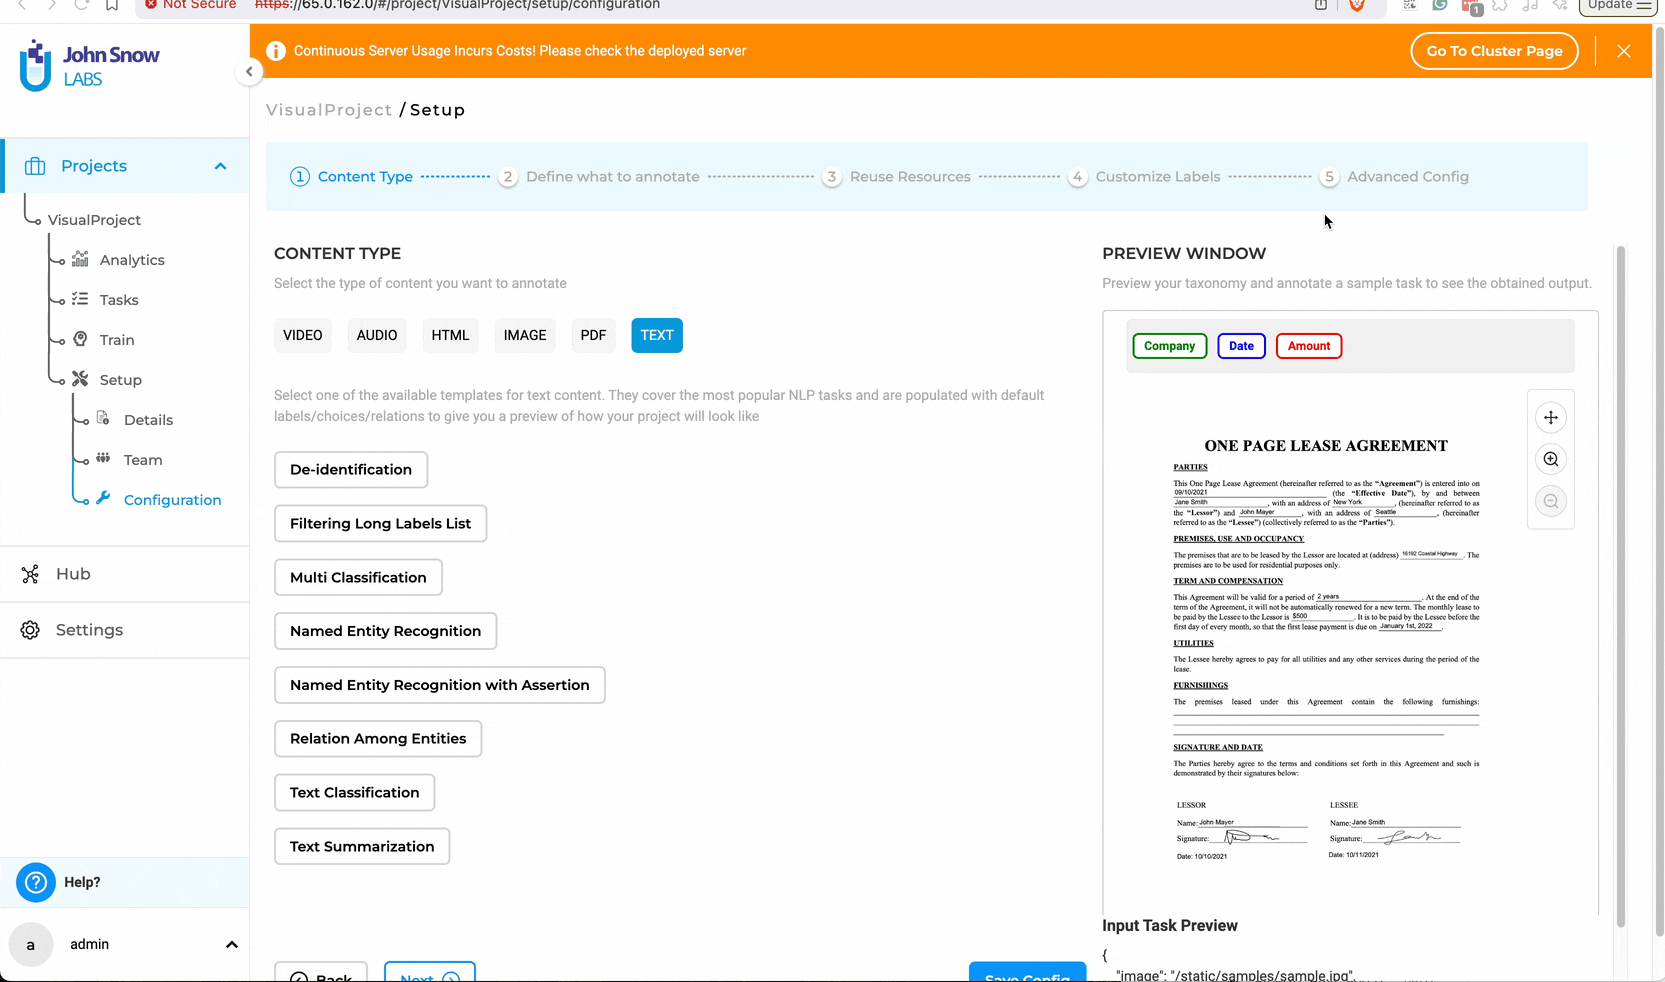 Not Secure https://65.0.162.0/#/project/VisualProject/setup/configuration
1
Update
John Snow
LABS
Continuous Server Usage Incurs Costs! Please check the deployed server
Go To Cluster Page
VisualProject / Setup
1 Content Type
2 Define what to annotate
3 Reuse Resources
4 Customize Labels
5 Advanced Config
Projects
VisualProject
Analytics
Tasks
Train
Setup
Details
Team
Configuration
Hub
Settings
Help?
a admin
CONTENT TYPE
Select the type of content you want to annotate
VIDEO AUDIO HTML IMAGE PDF TEXT
Select one of the available templates for text content. They cover the most popular NLP tasks and are populated with default
labels/choices/relations to give you a preview of how your project will look like
De-identification
Filtering Long Labels List
Multi Classification
Named Entity Recognition
Named Entity Recognition with Assertion
Relation Among Entities
Text Classification
Text Summarization
Back Next Save Config
PREVIEW WINDOW
Preview your taxonomy and annotate a sample task to see the obtained output.
Company Date Amount
ONE PAGE LEASE AGREEMENT
PARTIES
This One Page Lease Agreement (hereinafter referred to as the “Agreement”) is entered into on
09/10/2021 (the “Effective Date”), by and between
Jane Smith , with an address of New York , (hereinafter referred to as
the “Lessor”) and John Mayer , with an address of Seattle , (hereinafter
referred to as the “Lessee”) (collectively referred to as the “Parties”).
PREMISES, USE AND OCCUPANCY
The premises that are to be leased by the Lessor are located at (address) 16192 Coastal Highway . The
premises are to be used for residential purposes only.
TERM AND COMPENSATION
This Agreement will be valid for a period of 2 years . At the end of the
term of the Agreement, it will not be automatically renewed for a new term. The monthly lease to
be paid by the Lessee to the Lessor is $500 . It is to be paid by the Lessee before the
first day of every month, so that the first lease payment is due on January 1st, 2022 .
UTILITIES
The Lessee hereby agrees to pay for all utilities and any other services during the period of the
lease.
FURNISHINGS
The premises leased under this Agreement contain the following furnishings:
SIGNATURE AND DATE
The Parties hereby agree to the terms and conditions set forth in this Agreement and such is
demonstrated by their signatures below:
LESSOR LESSEE
Name: John Mayer Name: Jane Smith
Signature: Signature:
Date: 10/10/2021 Date: 10/11/2021
Input Task Preview
{
"image": "/static/samples/sample.jpg",